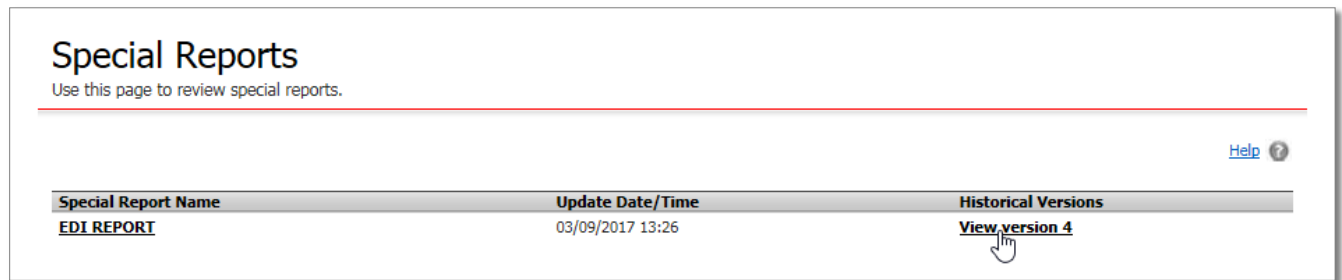 Special Reports
Use this page to review special reports.
Help ?
Special Report Name Update Date/Time Historical Versions
EDI REPORT 03/09/2017 13:26 View version 4